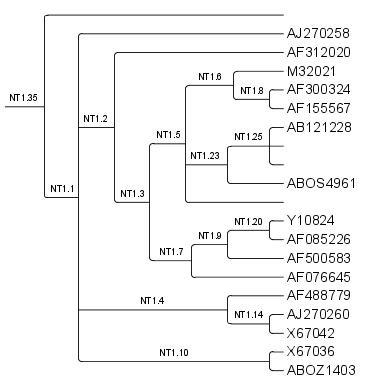 AJ270258
AF312020
M32021
NT1.6
AF300324
NT1.8
NT1.35
AF155567
NT1.2
AB121228
NT1.5
NT1.25
NT1.23
ABOS4961
NT1.1
NT1.3
Y10824
NT1.20
NT1.9
AF085226
NT1.7
AF500583
AF076645
AF488779
NT1.4
AJ270260
NT1.14
X67042
X67036
NT1.10
ABOZ1403